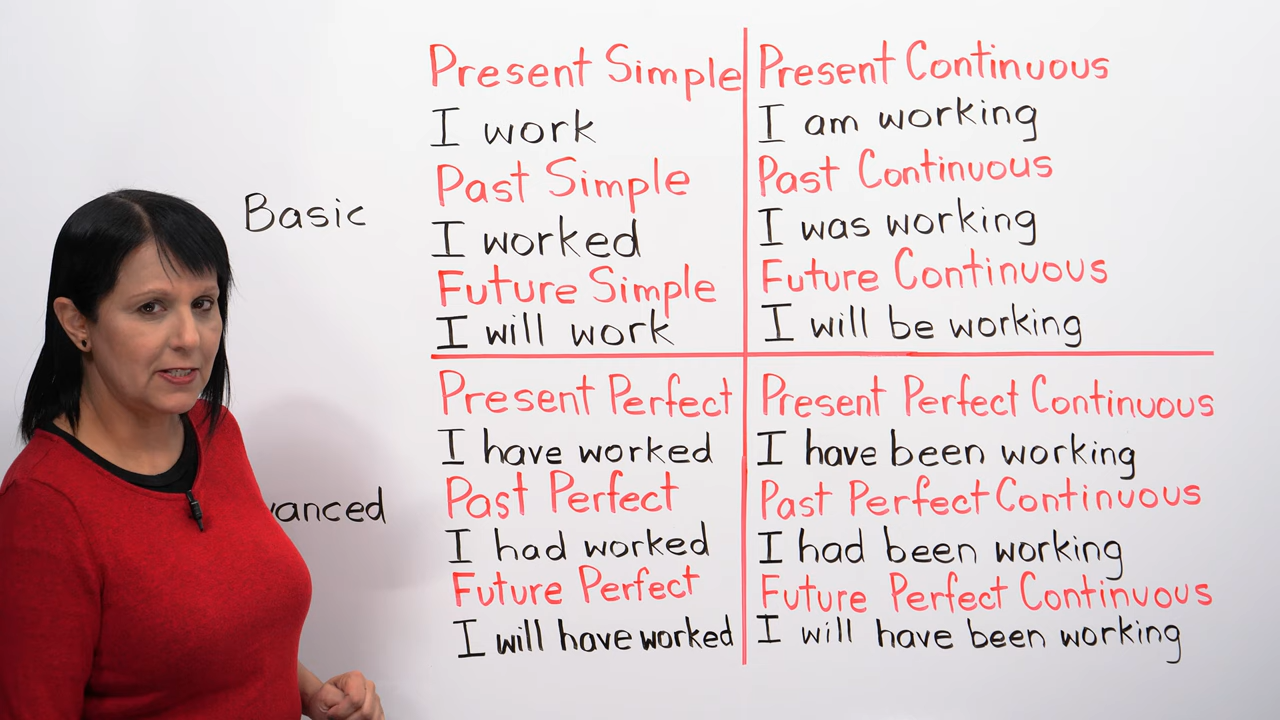 Present Simple
I work
Past Simple
I worked
Future Simple
I will work
Present Continuous
I am working
Past Continuous
I was working
Future Continuous
I will be working
Basic
Present Perfect
I have worked
Past Perfect
I had worked
Future Perfect
I will have worked
Present Perfect Continuous
I have been working
Past Perfect Continuous
I had been working
Future Perfect Continuous
I will have been working